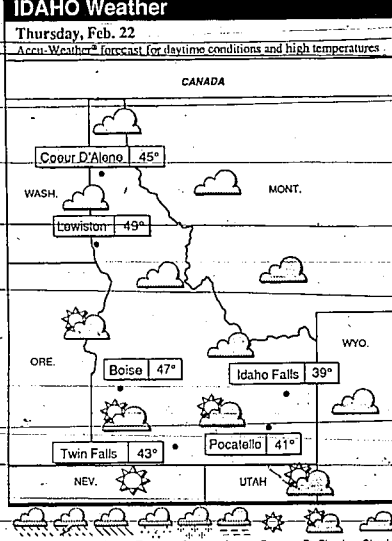 IDAHO Weather
Thursday, Feb. 22
Accu-Weather® forecast for daytime conditions and high temperatures
CANADA
Coeur D'Alene 45°
WASH.
MONT.
Lewiston 49°
WYO.
ORE.
Boise 47°
Idaho Falls 39°
Pocatello 41°
Twin Falls 43°
NEV.
UTAH